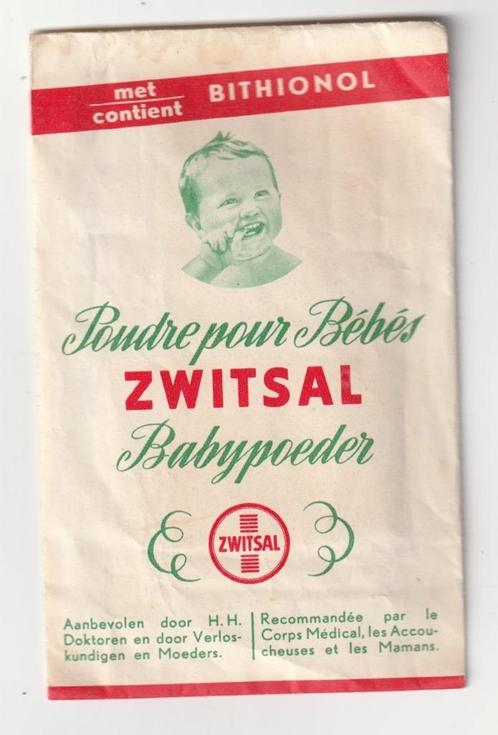 met
contient
BITHIONOL
Poudre pour Bébés
ZWITSAL
Babypoeder
ZWITSAL
Aanbevolen door H.H.
Doktoren en door Verlos-
kundigen en Moeders.
Recommandée par le
Corps Médical, les Accou-
cheuses et les Mamans.